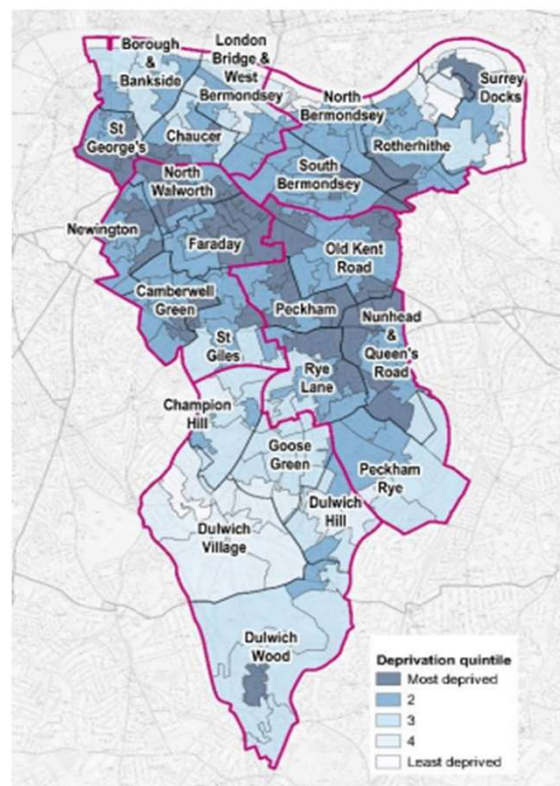 Borough
&
Bankside
London
Bridge &
West
Bermondsey
North
Bermondsey
Surrey
Docks
St
George's
Chaucer
Rotherhithe
South
Bermondsey
North
Walworth
Newington
Faraday
Old Kent
Road
Camberwell
Green
Peckham
Nunhead
&
Queen's
Road
St
Giles
Rye
Lane
Champion
Hill
Goose
Green
Peckham
Rye
Dulwich
Hill
Dulwich
Village
Dulwich
Wood
Deprivation quintile
Most deprived
2
3
4
Least deprived